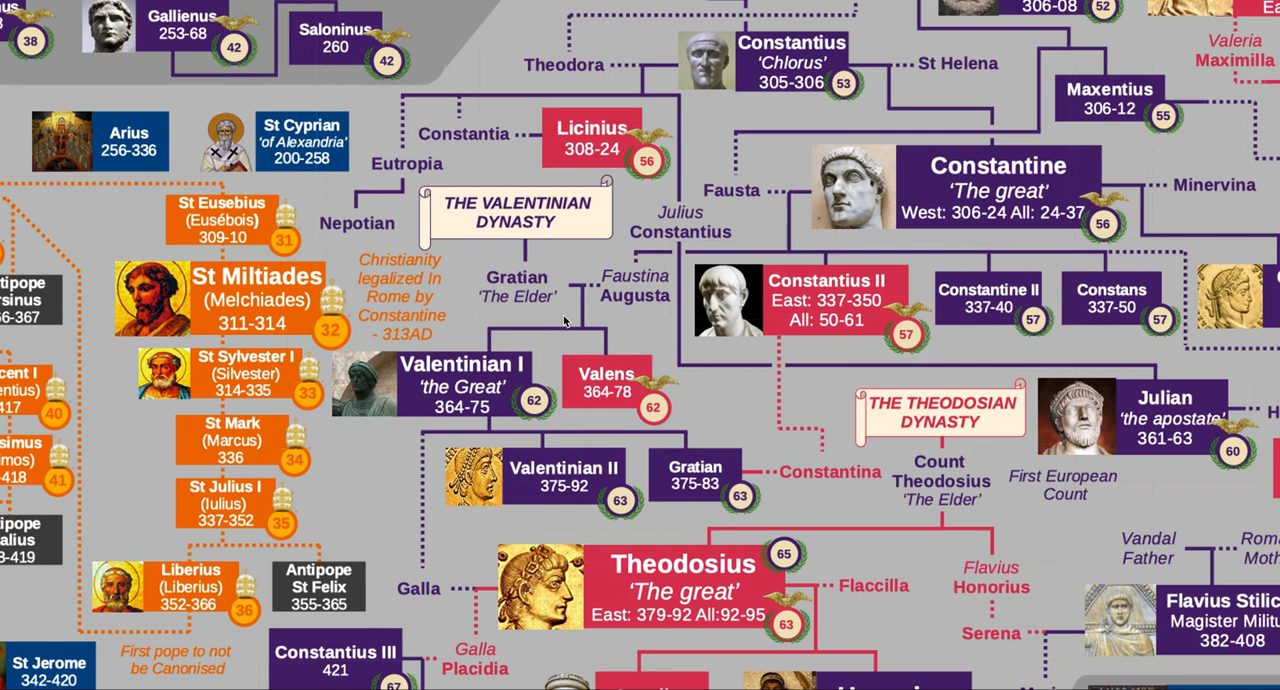 38
Gallienus
253-68
42
Saloninus
260
42
306-08
52
Theodora
Constantius
'Chlorus'
305-306
53
St Helena
Valeria
Maximilla
Maxentius
306-12
55
Arius
256-336
St Cyprian
'of Alexandria'
200-258
Constantia
Licinius
308-24
56
Eutropia
Nepotian
Fausta
Constantine
'The great'
West: 306-24 All: 24-37
56
Minervina
St Eusebius
(Eusébois)
309-10
31
THE VALENTINIAN
DYNASTY
Julius
Constantius
St Miltiades
(Melchiades)
311-314
32
Christianity
legalized In
Rome by
Constantine
- 313AD
Gratian
'The Elder'
Faustina
Augusta
Constantius II
East: 337-350
All: 50-61
57
Constantine II
337-40
57
Constans
337-50
57
St Sylvester I
(Silvester)
314-335
33
Valentinian I
'the Great'
364-75
62
Valens
364-78
62
THE THEODOSIAN
DYNASTY
Julian
'the apostate'
361-63
60
40
St Mark
(Marcus)
336
34
41
Valentinian II
375-92
63
Gratian
375-83
63
Constantina
Count
Theodosius
'The Elder'
First European
Count
St Julius I
(Iulius)
337-352
35
Liberius
(Liberius)
352-366
36
Antipope
St Felix
355-365
Galla
Theodosius
'The great'
East: 379-92 All:92-95
65
63
Flaccilla
Flavius
Honorius
Serena
Vandal
Father
Flavius Stilic
Magister Milit
382-408
Galla
Placidia
St Jerome
342-420
First pope to not
be Canonised
Constantius III
421
67